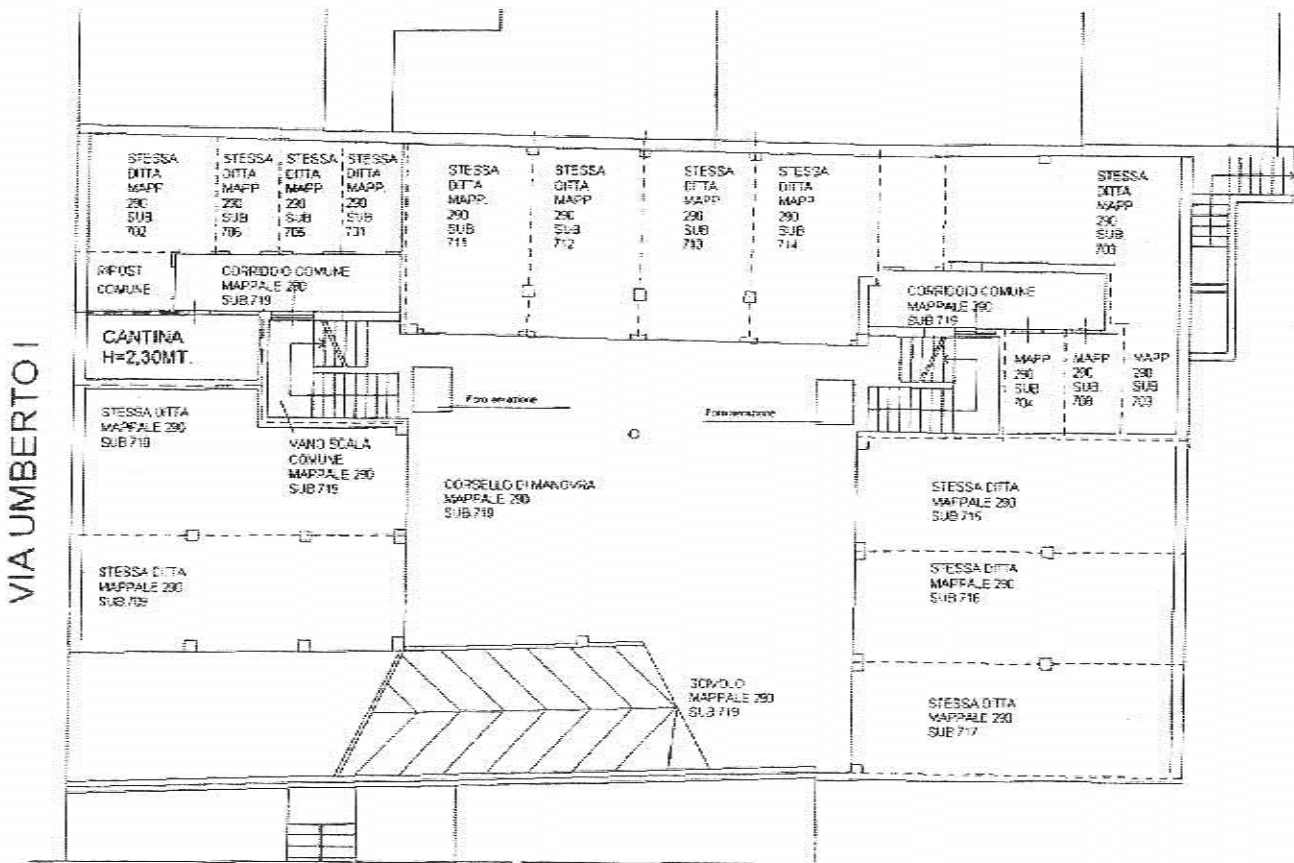 VIA UMBERTO I
STESSA
DITTA
MAPP.
290
SUB
702
STESSA
DITTA
MAPP.
290
SUB
706
STESSA
DITTA
MAPP.
290
SUB
705
STESSA
DITTA
MAPP.
290
SUB
701
STESSA
DITTA
MAPP.
290
SUB
711
STESSA
DITTA
MAPP
290
SUB
712
STESSA
DITTA
MAPP
290
SUB
713
STESSA
DITTA
MAPP
290
SUB
714
STESSA
DITTA
MAPP
290
SUB
RIPOST
COMUNE
CORRIDOIO COMUNE
MAPPALE 290
SUB.719
CORRIDOIO COMUNE
MAPPALE 290
SUB 719
CANTINA
H=2,30MT.
MAPP
290
SUB
704
MAPP
290
SUB.
708
MAPP
290
SUB
STESSA DITTA
MAPPALE 290
SUB 710
VANO SCALA
COMUNE
MAPPALE 290
SUB 719
Foro aerazione
Foro aerazione
CORSELLO DI MANOVRA
MAPPALE 290
SUB.719
STESSA DITTA
MAPPALE 290
SUB 715
STESSA DITTA
MAPPALE 290
SUB.709
STESSA DITTA
MAPPALE 290
SUB 716
SCIVOLO
MAPPALE 290
SUB 719
STESSA DITTA
MAPPALE 290
SUB 717